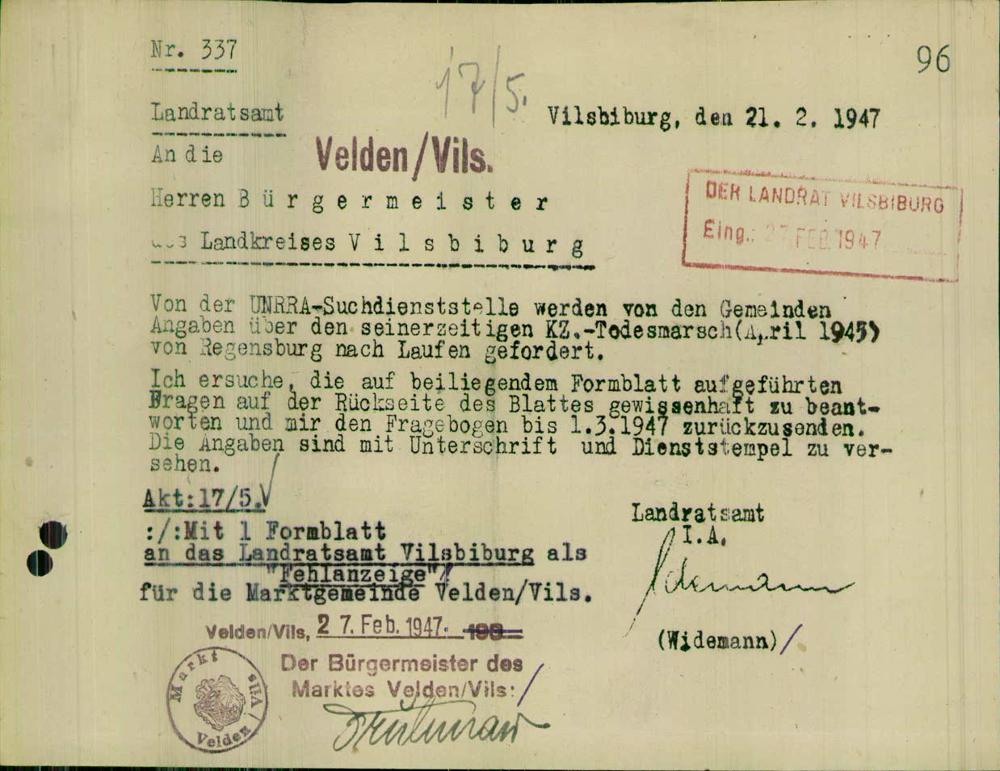 Nr. 337
96
17/5.
Landratsamt
Vilsbiburg, den 21. 2. 1947
An die
Velden/Vils.
Herren Bürgermeister
DER LANDRAT VILSBIBURG
des Landkreises Vilsbiburg
Eing.: 27. FEB. 1947
Von der UNRRA-Suchdienststelle werden von den Gemeinden
Angaben über den seinerzeitigen KZ.-Todesmarsch(April 1945)
von Regensburg nach Laufen gefordert.
Ich ersuche, die auf beiliegendem Formblatt aufgeführten
Fragen auf der Rückseite des Blattes gewissenhaft zu beant-
worten und mir den Fragebogen bis 1.3.1947 zurückzusenden.
Die Angaben sind mit Unterschrift und Dienststempel zu ver-
sehen.
Akt:17/5.
:/:Mit 1 Formblatt
an das Landratsamt Vilsbiburg als
"Fehlanzeige"
für die Marktgemeinde Velden/Vils.
Landratsamt
I.A.
Widemann
(Widemann)/
Velden/Vils, 27. Feb. 1947. 198
Der Bürgermeister des
Marktes Velden/Vils:/
Markt Velden/Vils